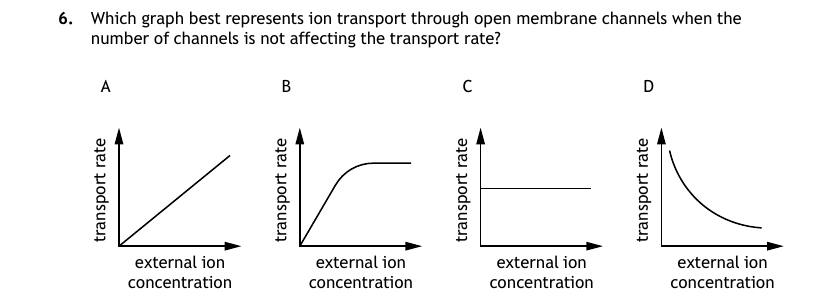 6. Which graph best represents ion transport through open membrane channels when the
number of channels is not affecting the transport rate?
A B C D
transport rate transport rate transport rate transport rate
external ion external ion external ion external ion
concentration concentration concentration concentration